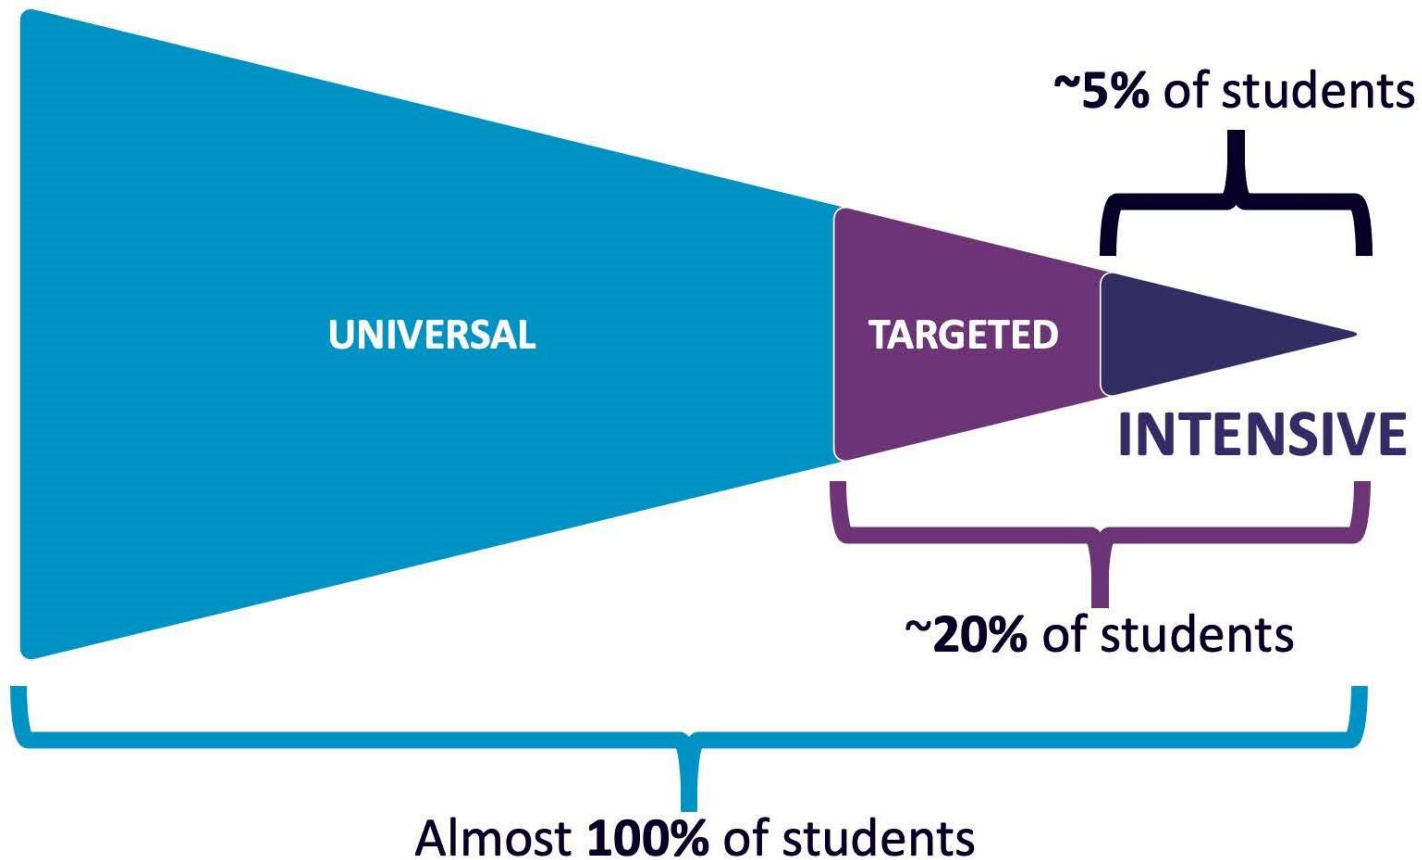 ~5% of students
UNIVERSAL
TARGETED
INTENSIVE
~20% of students
Almost 100% of students